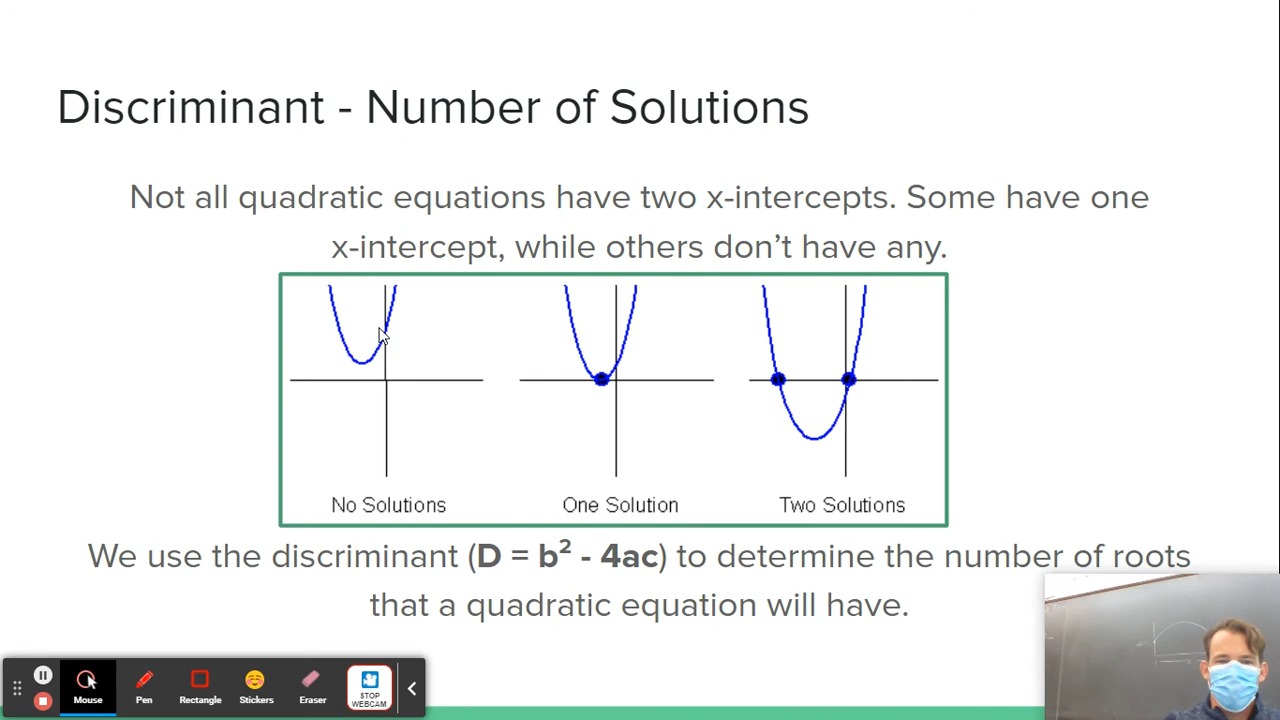 Discriminant - Number of Solutions
Not all quadratic equations have two x-intercepts. Some have one
x-intercept, while others don’t have any.
No Solutions
One Solution
Two Solutions
We use the discriminant (D = b² - 4ac) to determine the number of roots
that a quadratic equation will have.
Mouse
Pen
Rectangle
Stickers
Eraser
STOP
WEBCAM